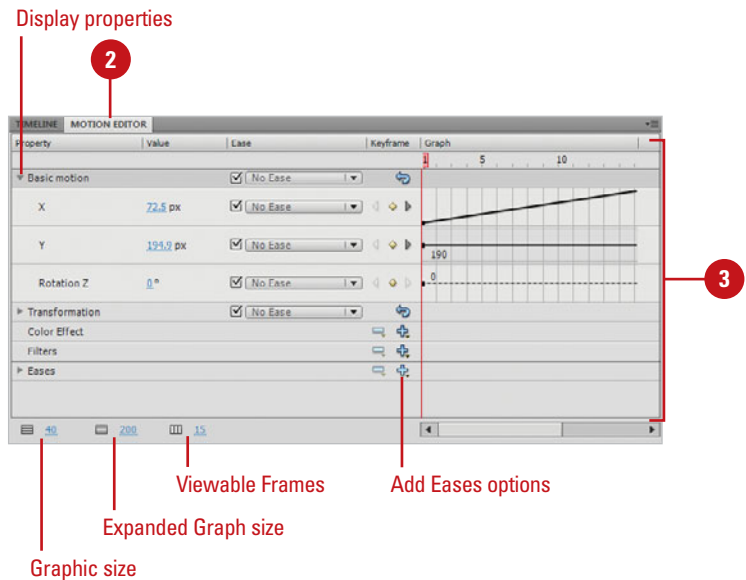 Display properties
2
TIMELINE MOTION EDITOR
Property Value Ease Keyframe Graph
1 5 10
Basic motion No Ease
X 72.5 px No Ease
Y 194.9 px No Ease
190
Rotation Z 0° No Ease
0
3
Transformation No Ease
Color Effect
Filters
Eases
40 200 15
Viewable Frames Add Eases options
Expanded Graph size
Graphic size